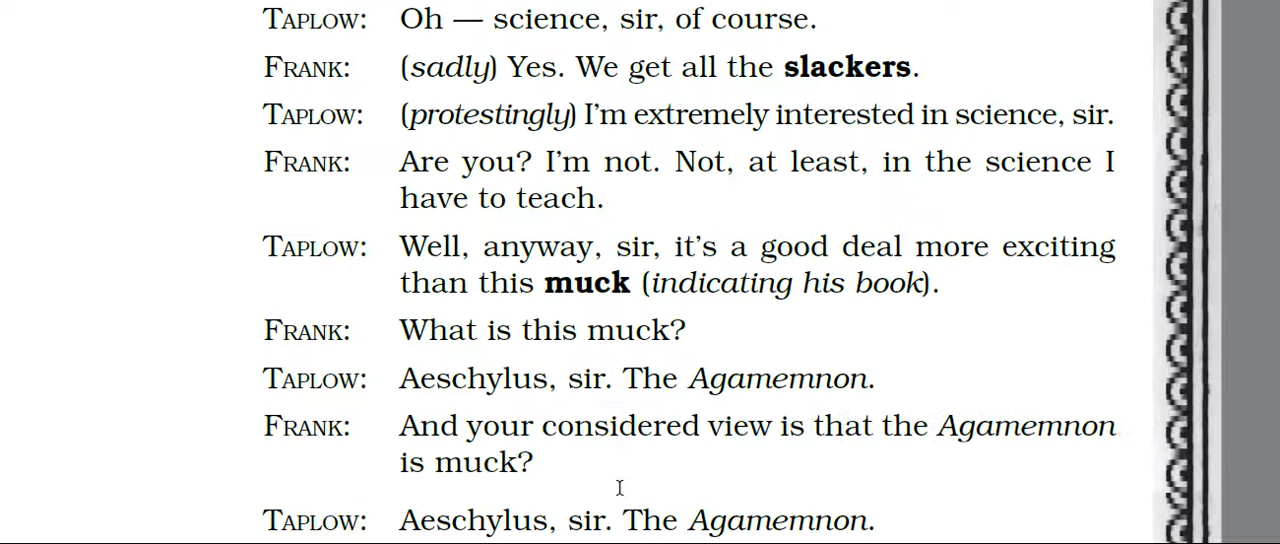 TAPLOW: Oh — science, sir, of course.
FRANK: (sadly) Yes. We get all the slackers.
TAPLOW: (protestingly) I'm extremely interested in science, sir.
FRANK: Are you? I'm not. Not, at least, in the science I
have to teach.
TAPLOW: Well, anyway, sir, it's a good deal more exciting
than this muck (indicating his book).
FRANK: What is this muck?
TAPLOW: Aeschylus, sir. The Agamemnon.
FRANK: And your considered view is that the Agamemnon
is muck?
TAPLOW: Aeschylus, sir. The Agamemnon.